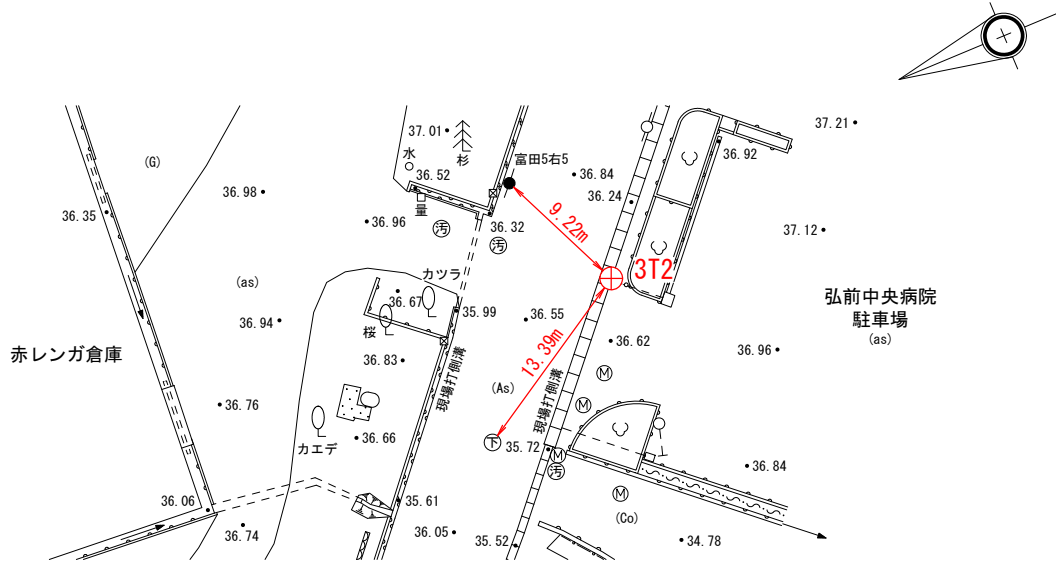 37.21
37.01
(G)
水
杉
富田5右5
36.92
36.52
36.84
36.98
36.24
量
36.35
36.96
汚
36.32
汚
9.22m
37.12
カツラ
3T2
(as)
36.67
弘前中央病院
駐車場
(as)
35.99
36.55
36.94
桜
36.62
13.39m
36.96
赤レンガ倉庫
36.83
現場打側溝
M
(As)
36.76
現場打側溝
M
カエデ
36.66
下
35.72
M
汚
36.84
M
36.06
35.61
(Co)
36.74
36.05
35.52
34.78